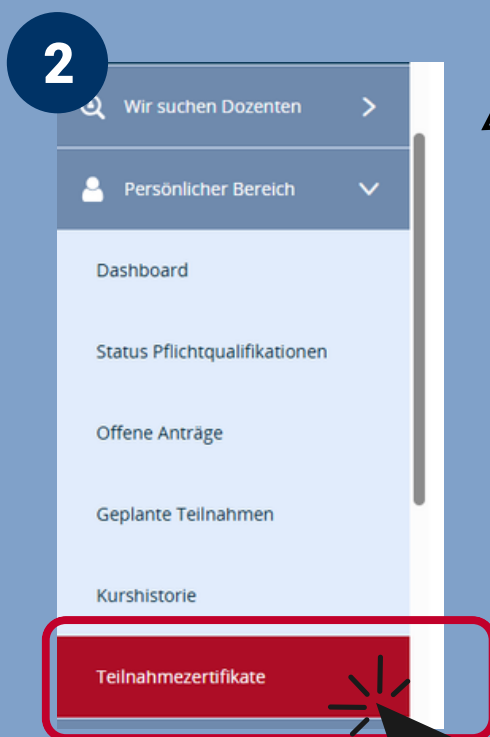 2
Wir suchen Dozenten
Persönlicher Bereich
Dashboard
Status Pflichtqualifikationen
Offene Anträge
Geplante Teilnahmen
Kurshistorie
Teilnahmezertifikate